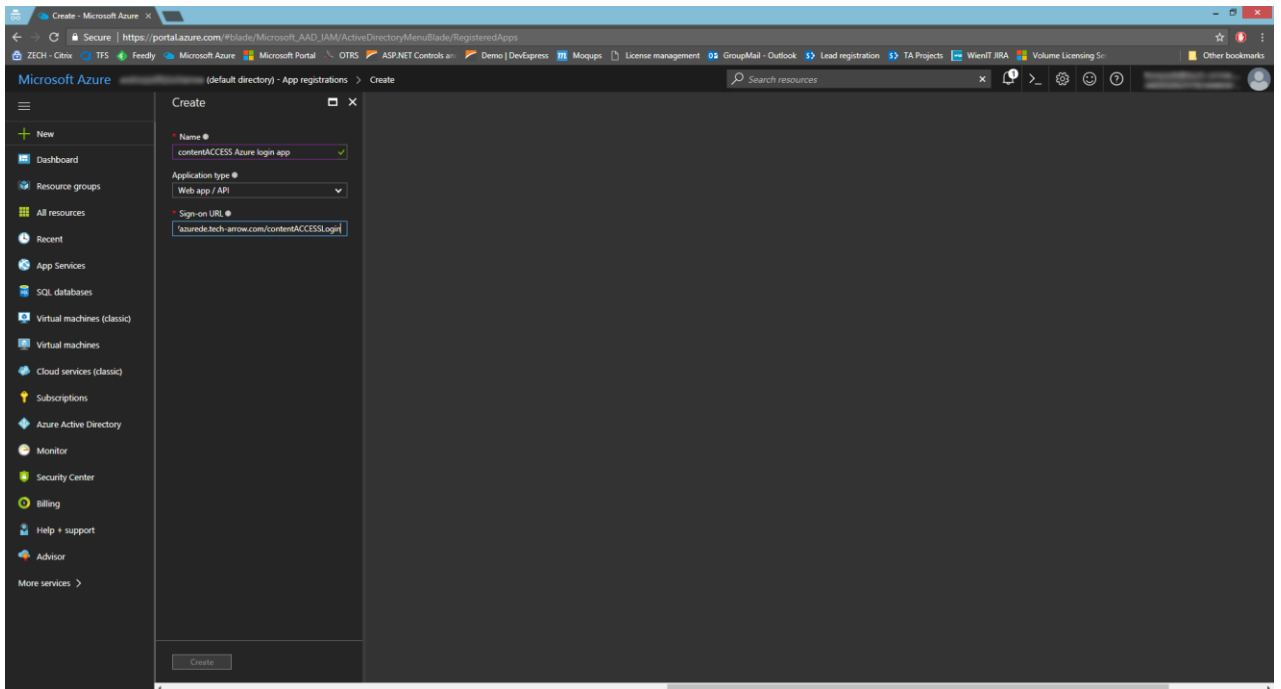 Create - Microsoft Azure
Secure | https://portal.azure.com/#blade/Microsoft_AAD_IAM/ActiveDirectoryMenuBlade/RegisteredApps
ZECH - Citrix TFS Feedly Microsoft Azure Microsoft Portal OTRS ASP.NET Controls an Demo | DevExpress Moqups License management GroupMail - Outlook Lead registration TA Projects WienIT JIRA Volume Licensing Se Other bookmarks
Microsoft Azure (default directory) - App registrations > Create Search resources 1
Create
New
Dashboard
Resource groups
All resources
Recent
App Services
SQL databases
Virtual machines (classic)
Virtual machines
Cloud services (classic)
Subscriptions
Azure Active Directory
Monitor
Security Center
Billing
Help + support
Advisor
More services >
* Name
contentACCESS Azure login app
Application type
Web app / API
* Sign-on URL
/azurede.tech-arrow.com/contentACCESSLogin
Create